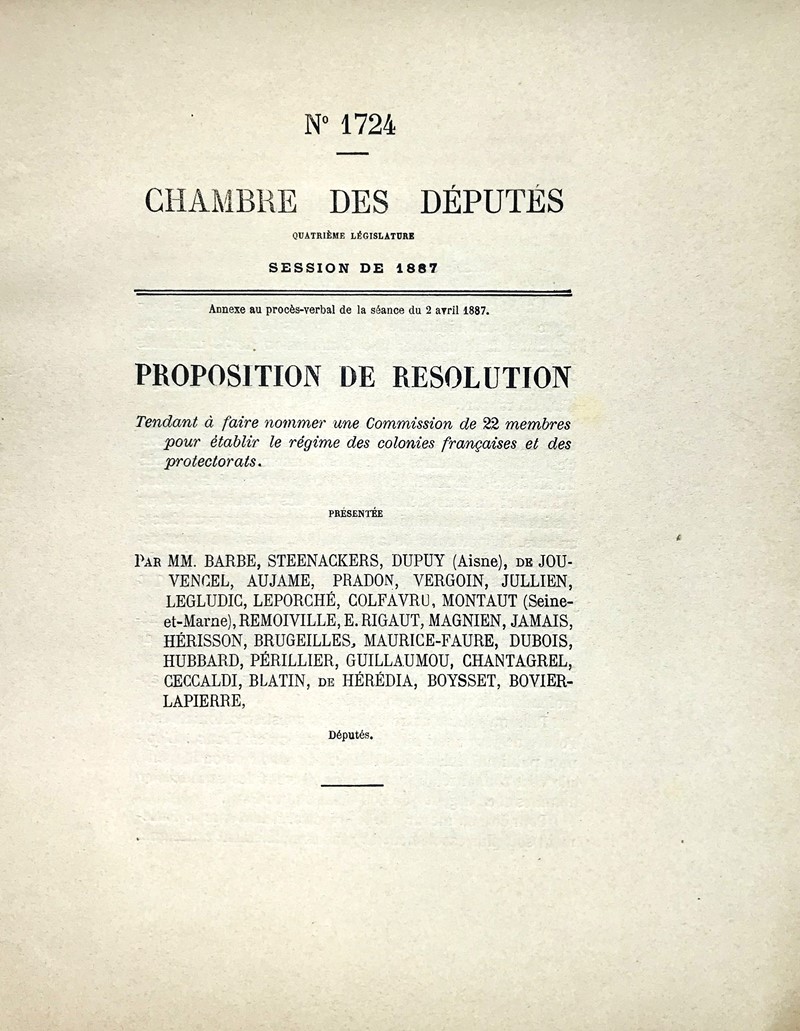 N° 1724
CHAMBRE DES DÉPUTÉS
QUATRIÈME LÉGISLATURE
SESSION DE 1887
Annexe au procès-verbal de la séance du 2 avril 1887.
PROPOSITION DE RESOLUTION
Tendant à faire nommer une Commission de 22 membres
pour établir le régime des colonies françaises et des
protectorats.
PRÉSENTÉE
PAR MM. BARBE, STEENACKERS, DUPUY (Aisne), DE JOU-
VENCEL, AUJAME, PRADON, VERGOIN, JULLIEN,
LEGLUDIC, LEPORCHÉ, COLFAVRU, MONTAUT (Seine-
et-Marne), REMOIVILLE, E. RIGAUT, MAGNIEN, JAMAIS,
HÉRISSON, BRUGEILLES, MAURICE-FAURE, DUBOIS,
HUBBARD, PÉRILLIER, GUILLAUMOU, CHANTAGREL,
CECCALDI, BLATIN, DE HÉRÉDIA, BOYSSET, BOVIER-
LAPIERRE,
Députés.